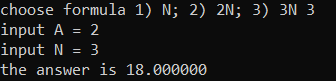 choose formula 1) N; 2) 2N; 3) 3N 3
input A = 2
input N = 3
the answer is 18.000000